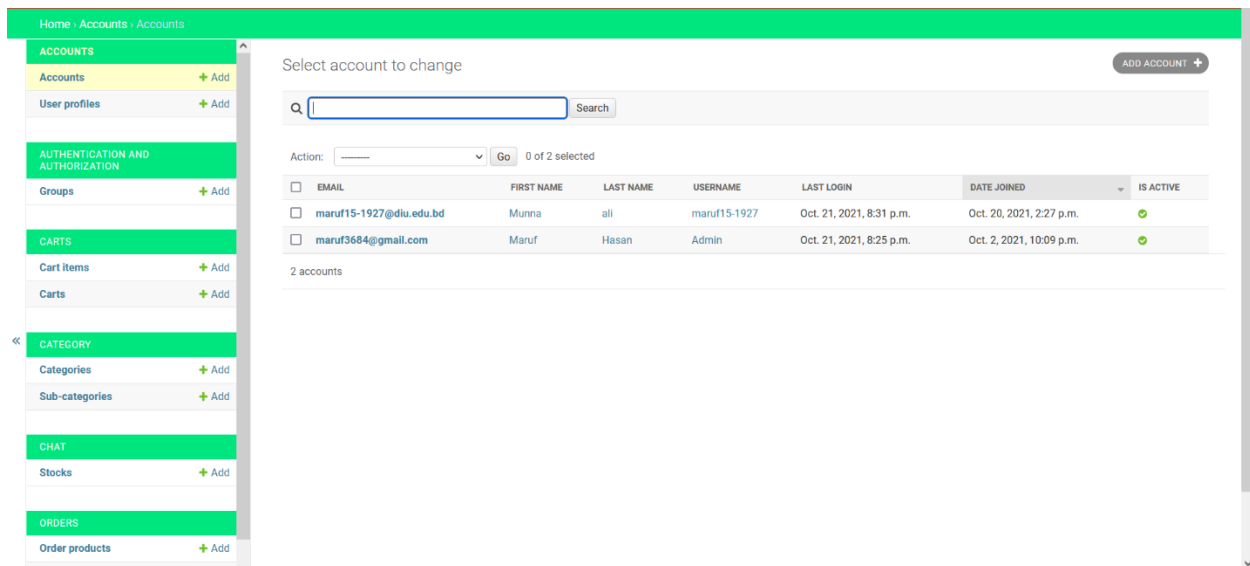 Home › Accounts › Accounts
ACCOUNTS
Accounts + Add
User profiles + Add
AUTHENTICATION AND
AUTHORIZATION
Groups + Add
CARTS
Cart items + Add
Carts + Add
«
CATEGORY
Categories + Add
Sub-categories + Add
CHAT
Stocks + Add
ORDERS
Order products + Add
Select account to change
ADD ACCOUNT +
Search
Action: --------- Go 0 of 2 selected
EMAIL FIRST NAME LAST NAME USERNAME LAST LOGIN DATE JOINED IS ACTIVE
maruf15-1927@diu.edu.bd Munna ali maruf15-1927 Oct. 21, 2021, 8:31 p.m. Oct. 20, 2021, 2:27 p.m.
maruf3684@gmail.com Maruf Hasan Admin Oct. 21, 2021, 8:25 p.m. Oct. 2, 2021, 10:09 p.m.
2 accounts